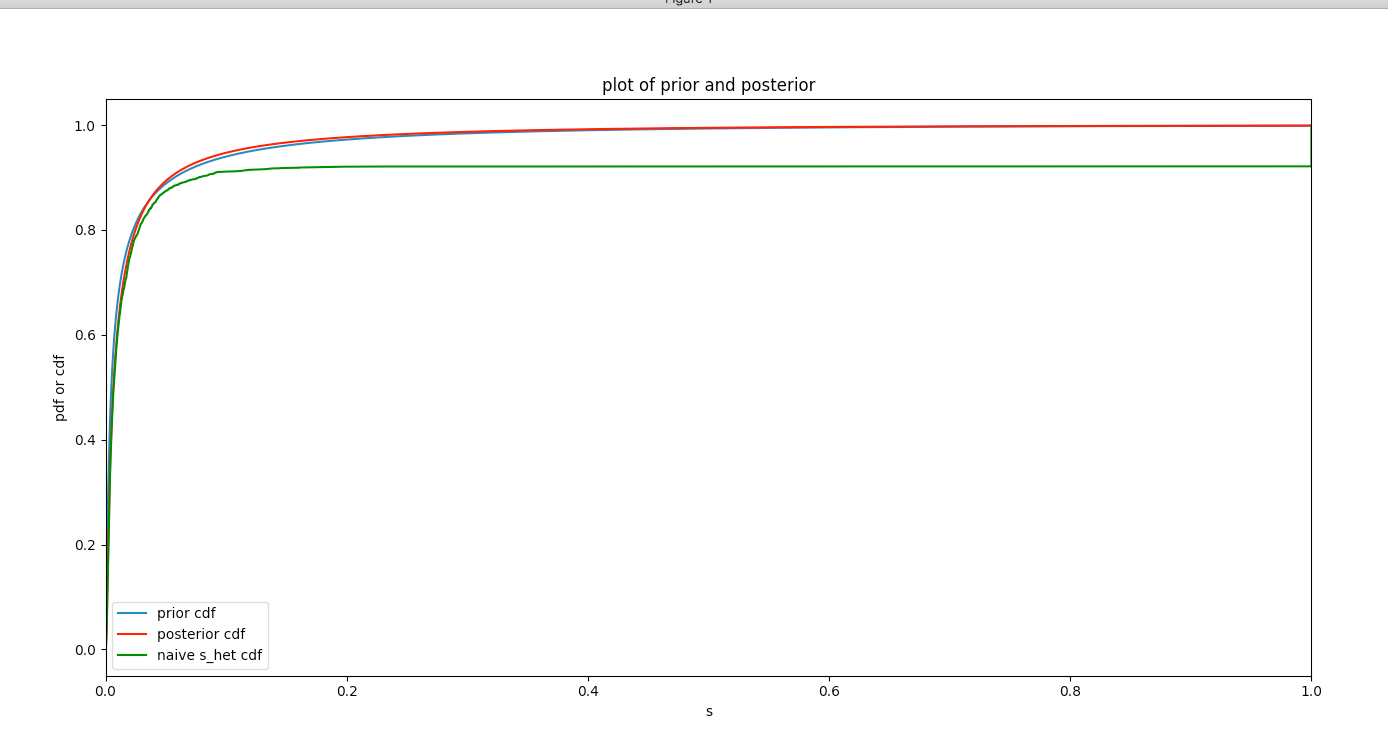 plot of prior and posterior
1.0
0.8
0.6
0.4
0.2
0.0
pdf or cdf
prior cdf
posterior cdf
naive s_het cdf
0.0 0.2 0.4 0.6 0.8 1.0
s